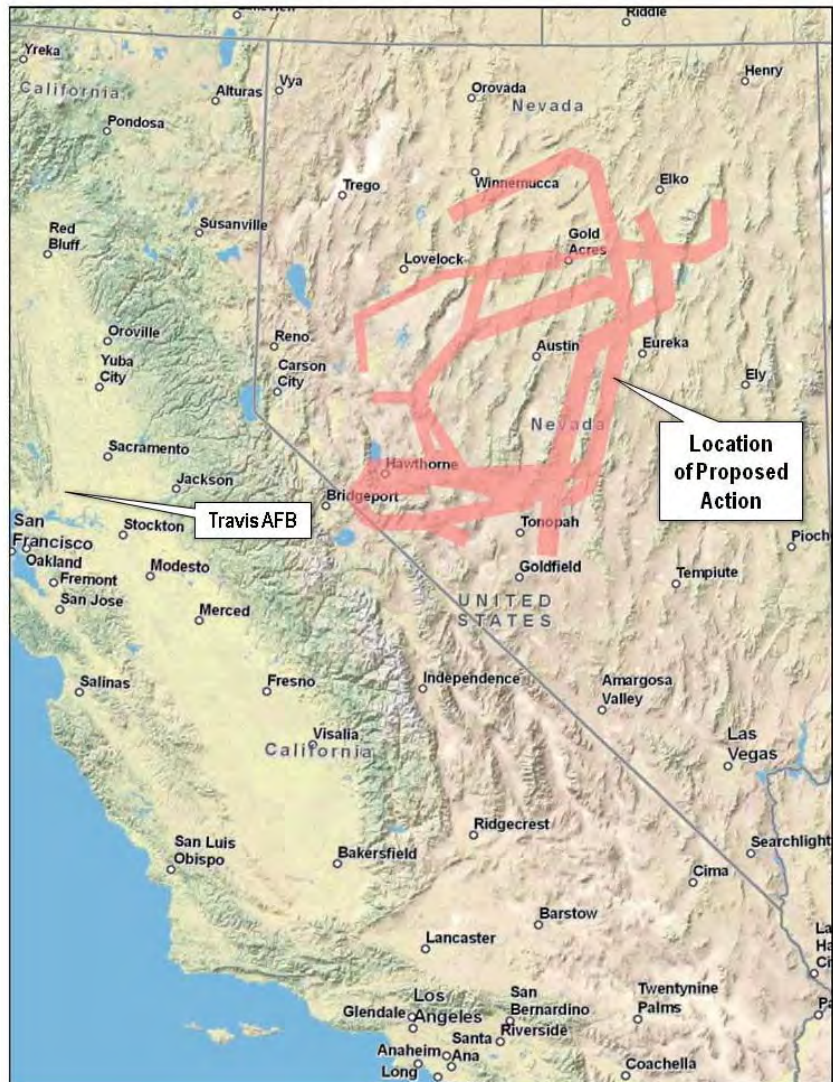 Riddle
Yreka
California
Alturas
Vya
Orovada
Henry
Nevada
Pondosa
Trego
Winnemucca
Elko
Red
Bluff
Susanville
Gold
Acres
Lovelock
Oroville
Reno
Austin
Eureka
Yuba
City
Carson
City
Ely
Nevada
Location
of Proposed
Action
Sacramento
Hawthorne
Jackson
Bridgeport
Travis AFB
San
Francisco
Stockton
Tonopah
Oakland
Modesto
Goldfield
Tempiute
Fremont
San Jose
Merced
UNITED
STATES
Salinas
Fresno
Independence
Amargosa
Valley
Visalia
California
Las
Vegas
Ridgecrest
San Luis
Obispo
Bakersfield
Searchlight
Cima
Barstow
Lancaster
Twentynine
Palms
Glendale
Los
Angeles
San
Bernardino
Riverside
Anaheim
Santa
Ana
Long
Coachella